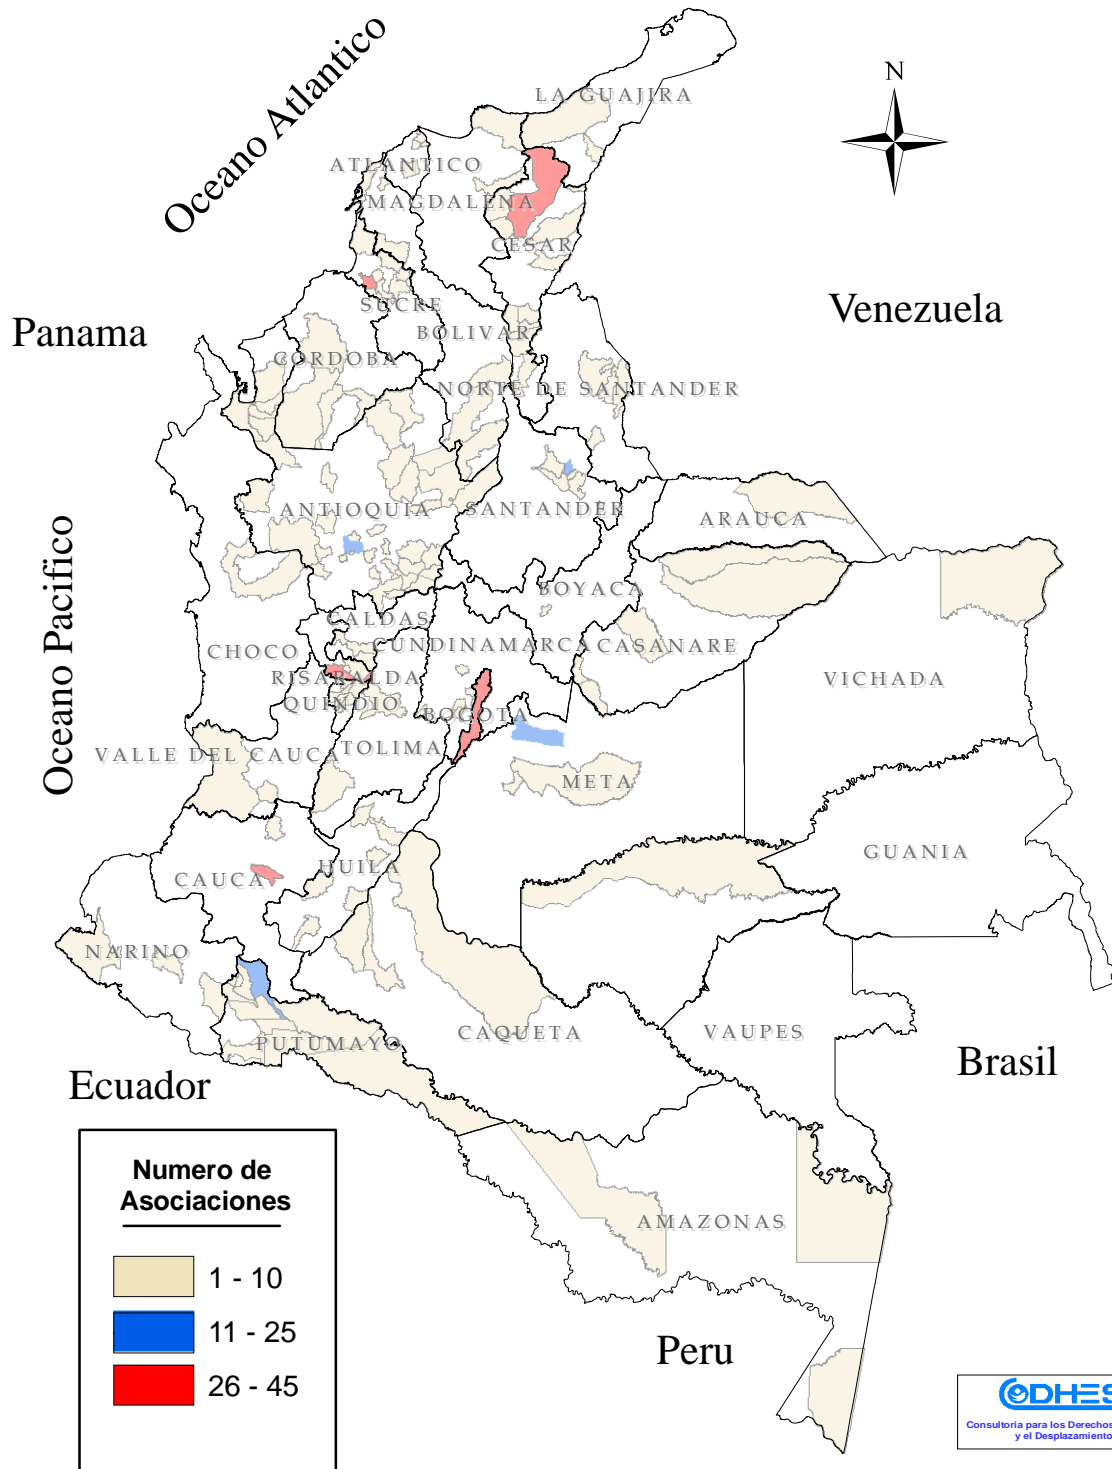 Oceano Atlantico
N
LA GUAJIRA
ATLANTICO
MAGDALENA
CESAR
SUCRE
Venezuela
Panama
BOLIVAR
CORDOBA
NORTE DE SANTANDER
ANTIOQUIA
SANTANDER
ARAUCA
Oceano Pacifico
BOYACA
CALDAS
CHOCO
CUNDINAMARCA
CASANARE
RISARALDA
VICHADA
QUINDIO
BOGOTA
VALLE DEL CAUCA
TOLIMA
META
GUANIA
HUILA
CAUCA
NARINO
CAQUETA
VAUPES
PUTUMAYO
Brasil
Ecuador
Numero de
Asociaciones
1 - 10
11 - 25
26 - 45
AMAZONAS
Peru
CODHES
Consultoria para los Derechos
y el Desplazamiento